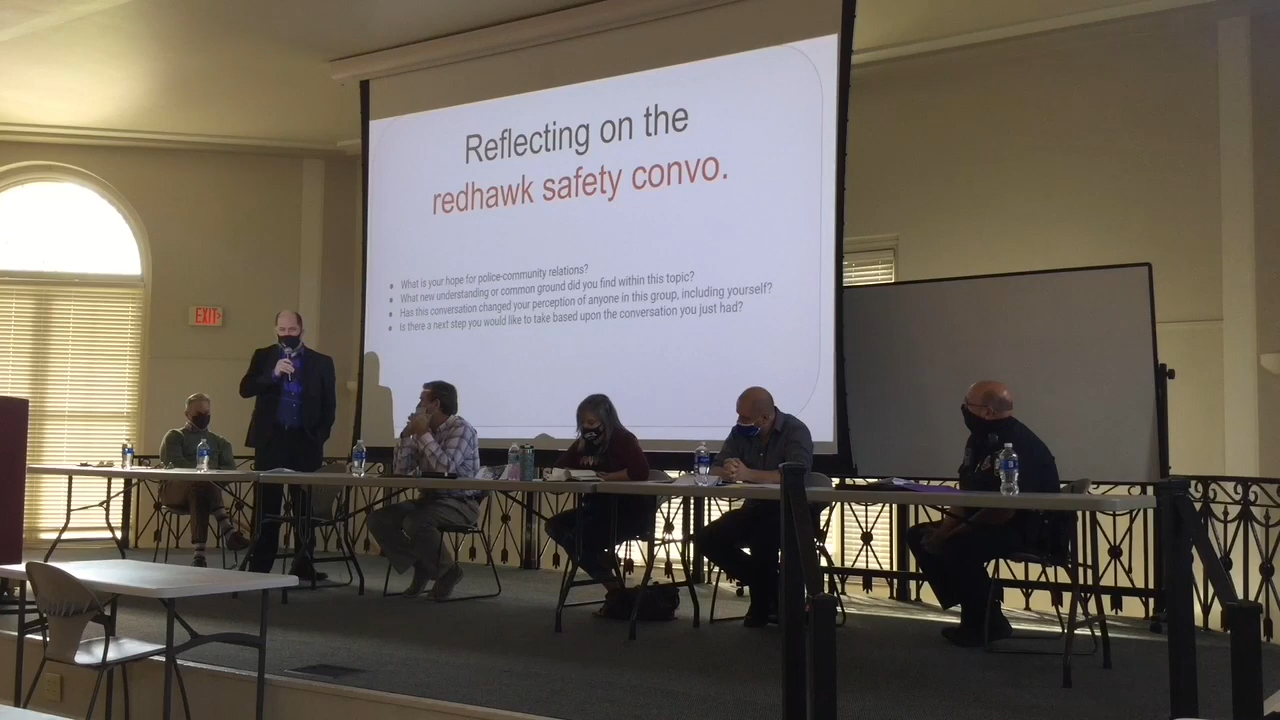 Reflecting on the
redhawk safety convo.
What is your hope for police-community relations?
What new understanding or common ground did you find within this topic?
Has this conversation changed your perception of anyone in this group, including yourself?
Is there a next step you would like to take based upon the conversation you just had?
EXIT